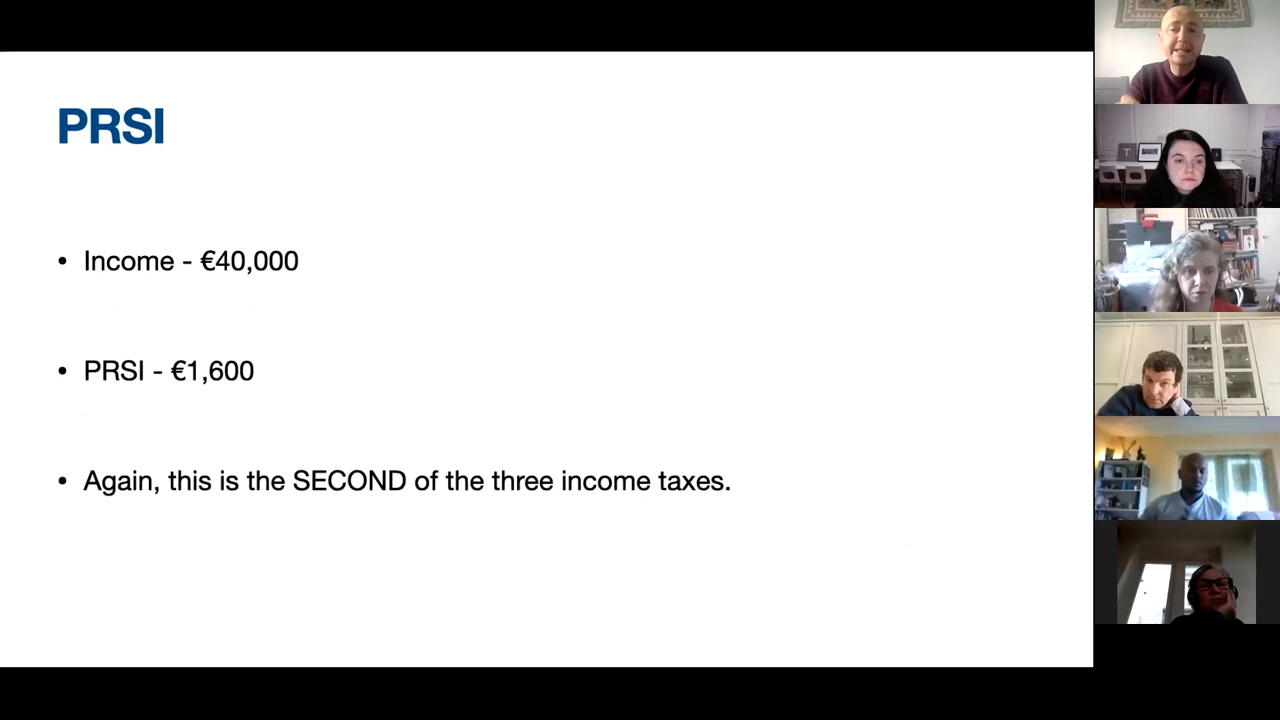 PRSI
• Income - €40,000
• PRSI - €1,600
• Again, this is the SECOND of the three income taxes.